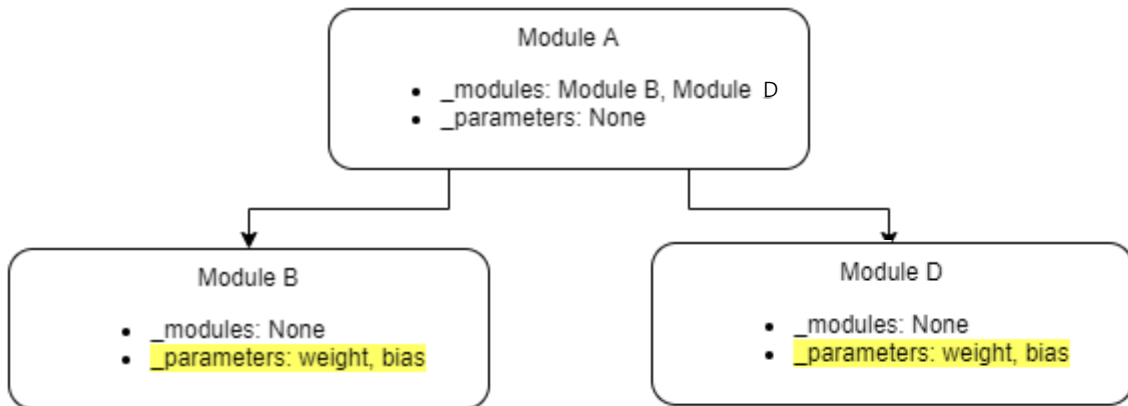 Module A
• _modules: Module B, Module D
• _parameters: None
Module B
• _modules: None
• _parameters: weight, bias
Module D
• _modules: None
• _parameters: weight, bias